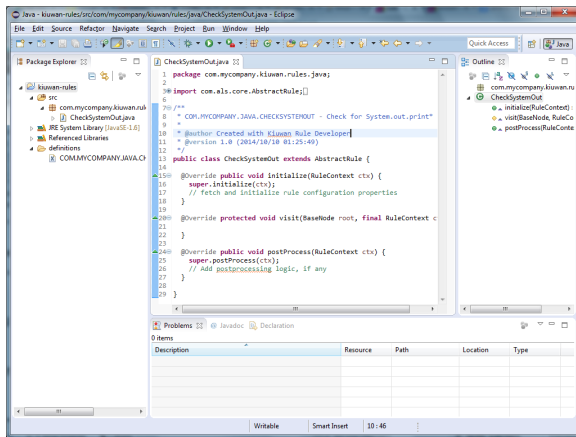 Java - kiuwan-rules/src/com/mycompany/kiuwan/rules/java/CheckSystemOut.java - Eclipse
File Edit Source Refactor Navigate Search Project Run Window Help
Quick Access
Java
Package Explorer
kiuwan-rules
src
com.mycompany.kiuwan.rul
CheckSystemOut.java
JRE System Library [JavaSE-1.6]
Referenced Libraries
definitions
COM.MYCOMPANY.JAVA.CH
CheckSystemOut.java
1 package com.mycompany.kiuwan.rules.java;
2
3 import com.als.core.AbstractRule;
6
7 /**
8 * COM.MYCOMPANY.JAVA.CHECKSYSTEMOUT - Check for System.out.print*
9 *
10 * @author Created with Kiuwan Rule Developer
11 * @version 1.0 (2014/10/10 01:25:49)
12 */
13 public class CheckSystemOut extends AbstractRule {
14
15 @Override public void initialize(RuleContext ctx) {
16 super.initialize(ctx);
17 // fetch and initialize rule configuration properties
18 }
19
20 @Override protected void visit(BaseNode root, final RuleContext c
21
22 }
23
24 @Override public void postProcess(RuleContext ctx) {
25 super.postProcess(ctx);
26 // Add postprocessing logic, if any
27 }
28
29 }
Outline
com.mycompany.kiuwan.ru
CheckSystemOut
initialize(RuleContext) :
visit(BaseNode, RuleCo
postProcess(RuleConte
Problems @ Javadoc Declaration
0 items
Description Resource Path Location Type
Writable Smart Insert 10 : 46